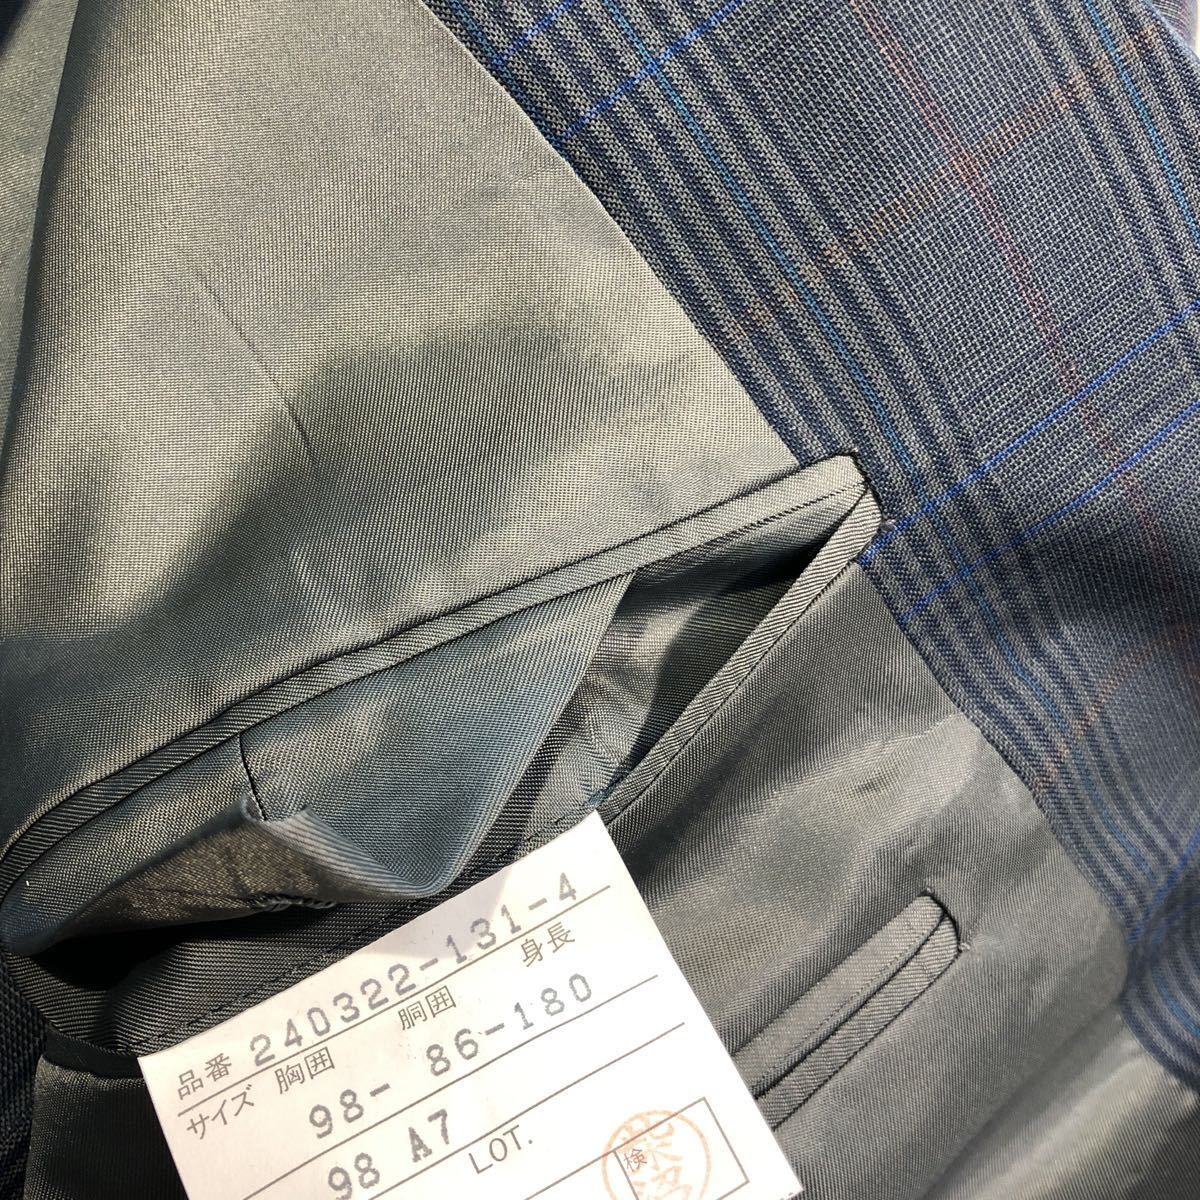 品番 240322-131-4
サイズ 胸囲 胴囲 身長
98- 86-180
98 A7
LOT.
検